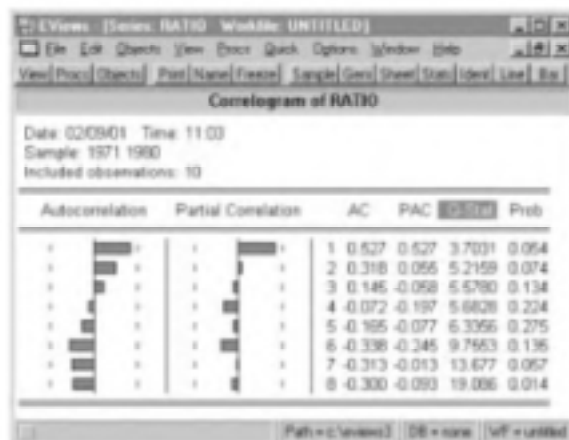 EViews - [Series: RATIO Workfile: UNTITLED]
File Edit Objects View Procs Quick Options Window Help
View Procs Objects Print Name Freeze Sample Genr Sheet Stats Ident Line Bar
Correlogram of RATIO
Date: 02/09/01 Time: 11:03
Sample: 1971 1980
Included observations: 10
Autocorrelation Partial Correlation AC PAC Q-Stat Prob
1 0.527 0.527 3.7031 0.054
2 0.318 0.055 5.2159 0.074
3 0.145 -0.058 5.5780 0.134
4 -0.072 -0.197 5.6828 0.224
5 -0.165 -0.077 6.3356 0.275
6 -0.338 -0.245 9.7553 0.135
7 -0.313 -0.013 13.677 0.057
8 -0.300 -0.093 19.086 0.014
Path = c:\eviews3 DB = none WF = untitled